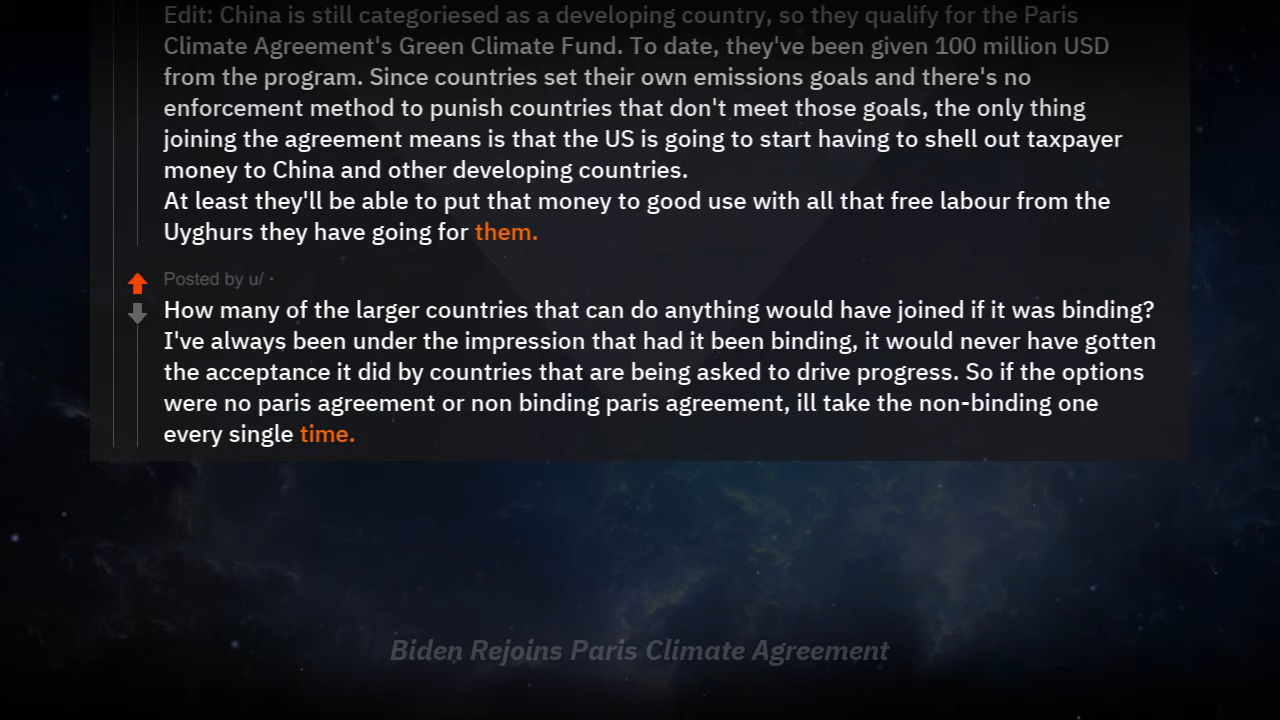 Edit: China is still categoriesed as a developing country, so they qualify for the Paris
Climate Agreement's Green Climate Fund. To date, they've been given 100 million USD
from the program. Since countries set their own emissions goals and there's no
enforcement method to punish countries that don't meet those goals, the only thing
joining the agreement means is that the US is going to start having to shell out taxpayer
money to China and other developing countries.
At least they'll be able to put that money to good use with all that free labour from the
Uyghurs they have going for them.
Posted by u/ ·
How many of the larger countries that can do anything would have joined if it was binding?
I've always been under the impression that had it been binding, it would never have gotten
the acceptance it did by countries that are being asked to drive progress. So if the options
were no paris agreement or non binding paris agreement, ill take the non-binding one
every single time.
Biden Rejoins Paris Climate Agreement